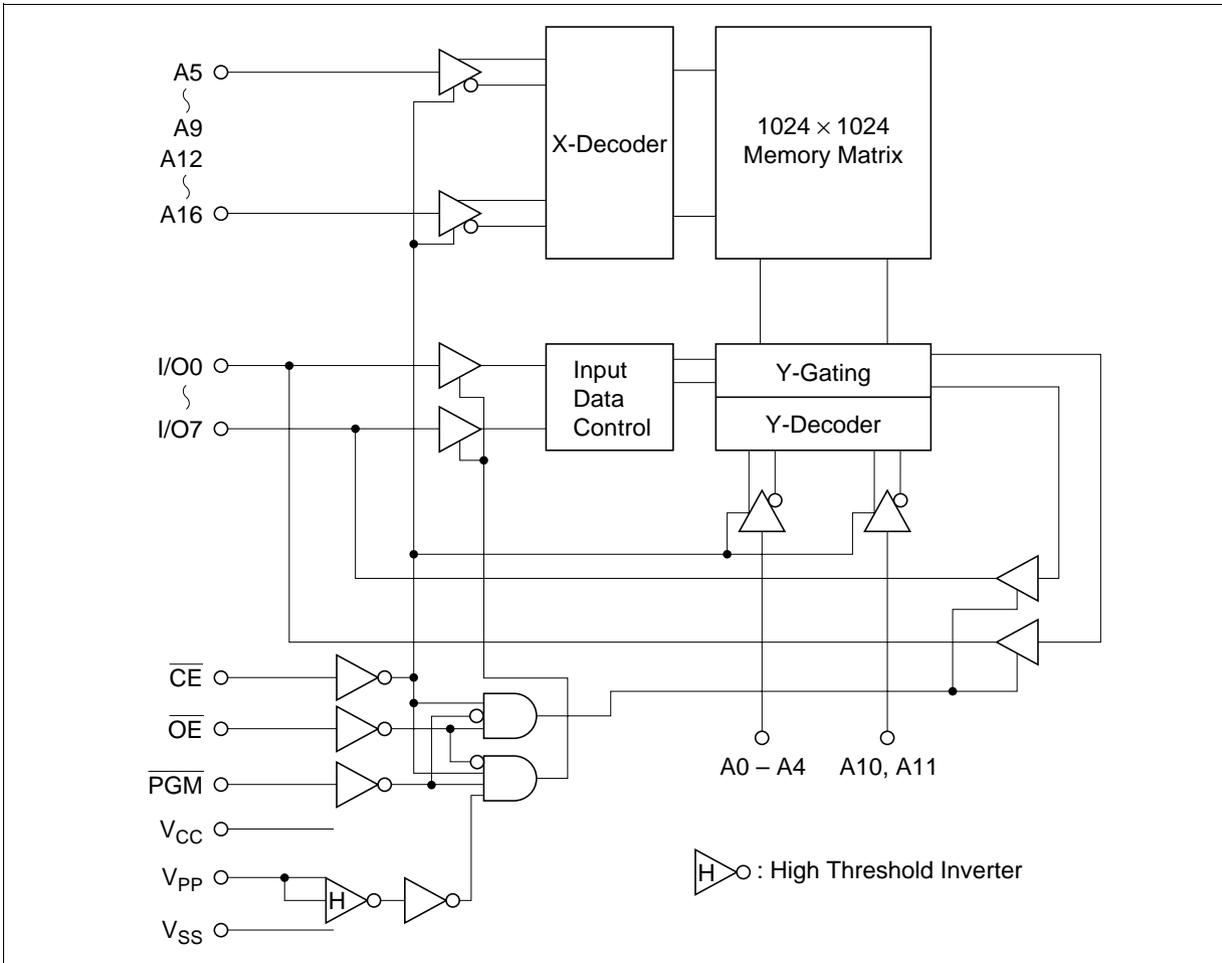 A5
A9
A12
A16
X-Decoder
1024 × 1024
Memory Matrix
I/O0
I/O7
Input
Data
Control
Y-Gating
Y-Decoder
CE
OE
PGM
VCC
VPP
VSS
A0 – A4
A10, A11
H
H
: High Threshold Inverter